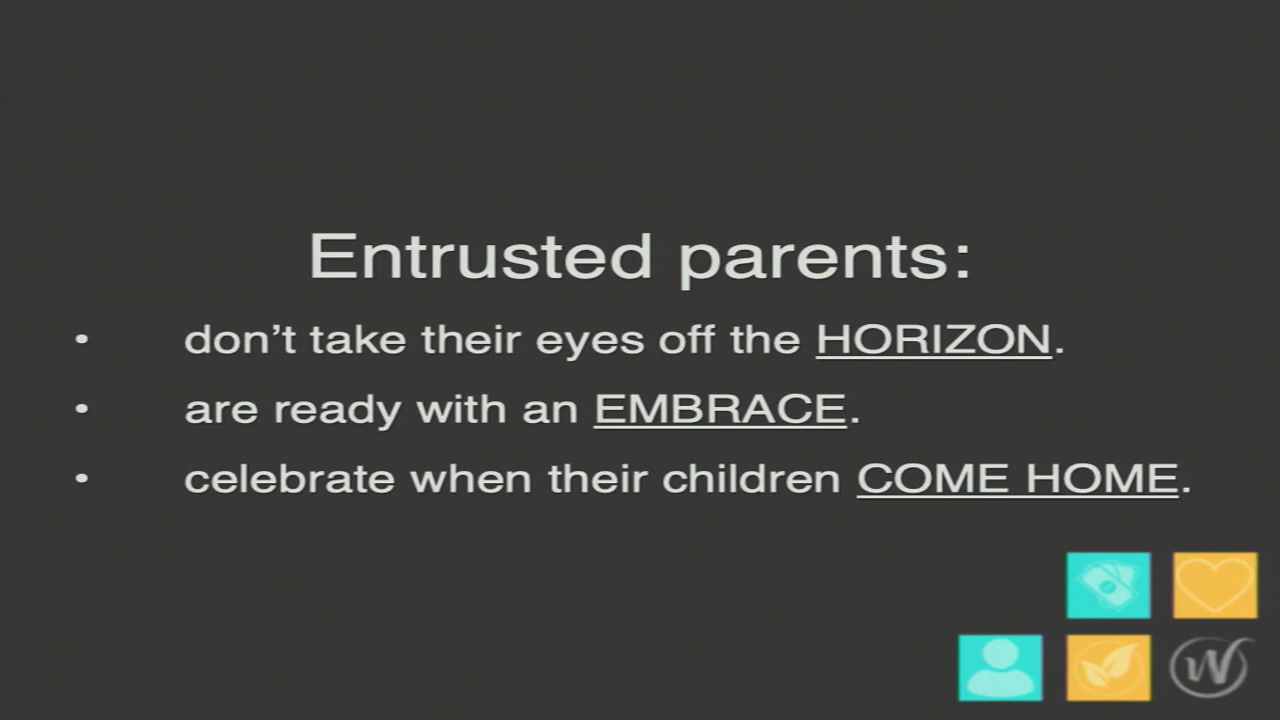 Entrusted parents:
• don’t take their eyes off the HORIZON.
• are ready with an EMBRACE.
• celebrate when their children COME HOME.
W